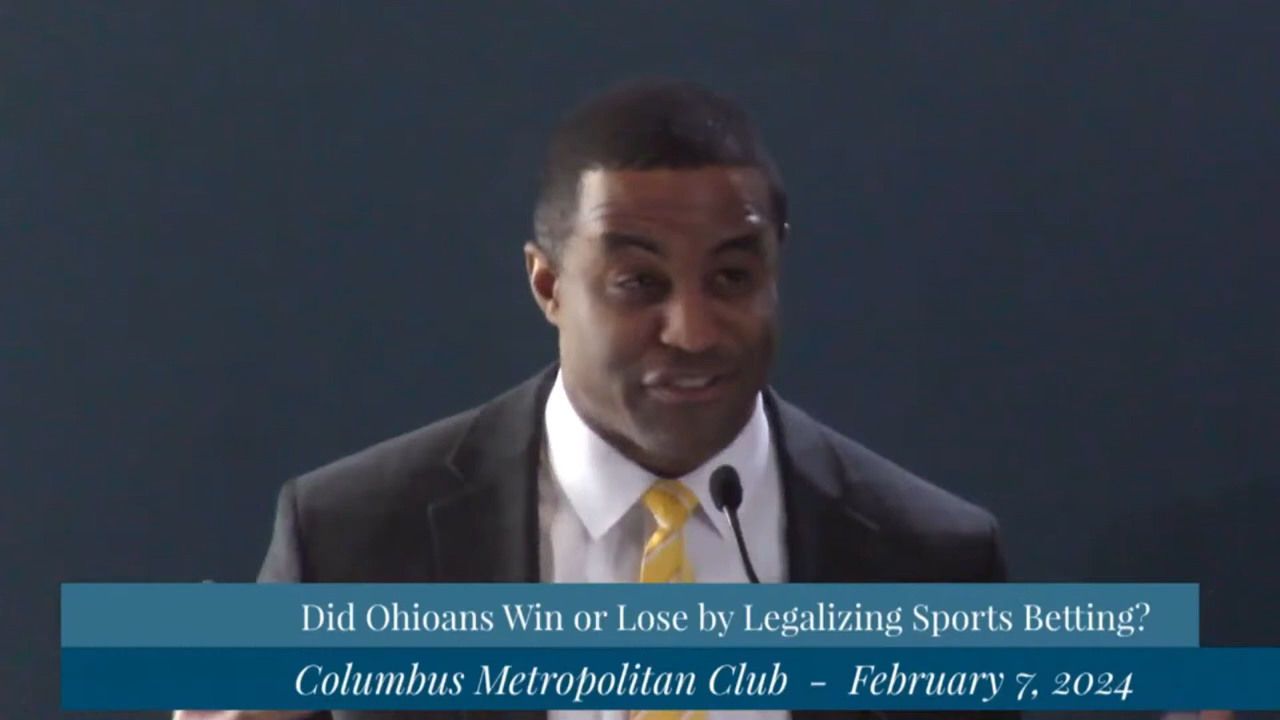 Did Ohioans Win or Lose by Legalizing Sports Betting?
Columbus Metropolitan Club - February 7, 2024